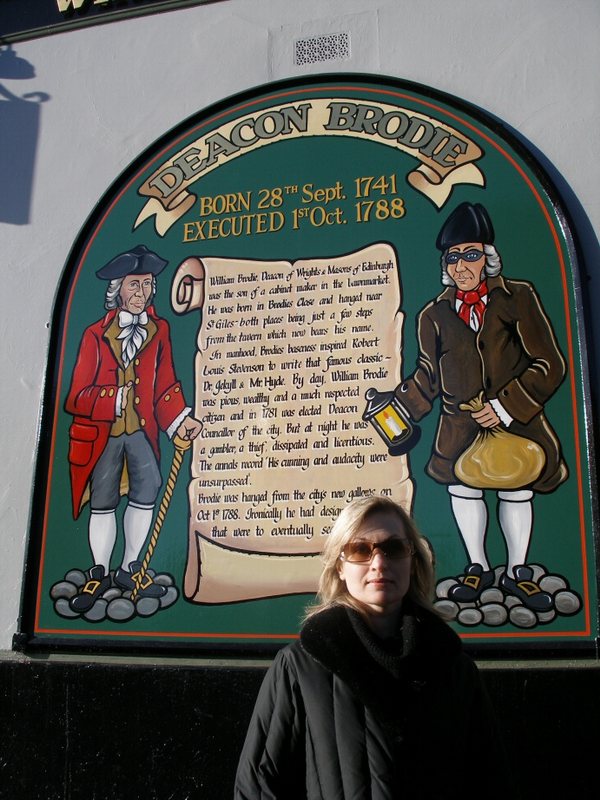 DEACON BRODIE
BORN 28TH Sept. 1741
EXECUTED 1ST Oct. 1788
William Brodie, Deacon of Wrights & Masons of Edinburgh
was the son of a cabinet maker in the Lawnmarket.
He was born in Brodies Close and hanged near
St Giles - both places being just a few steps
from the tavern which now bears his name.
In manhood, Brodies baseness inspired Robert
Louis Stevenson to write that famous classic ~
Dr. Jekyll & Mr. Hyde. By day, William Brodie
was pious, wealthy and a much respected
citizen and in 1781 was elected Deacon
Councillor of the city. But at night he was
a gambler, a thief, dissipated and licentious.
The annals record 'His cunning and audacity were
unsurpassed'.
Brodie was hanged from the city's new gallows on
Oct 1st 1788. Ironically he had
that were to eventually